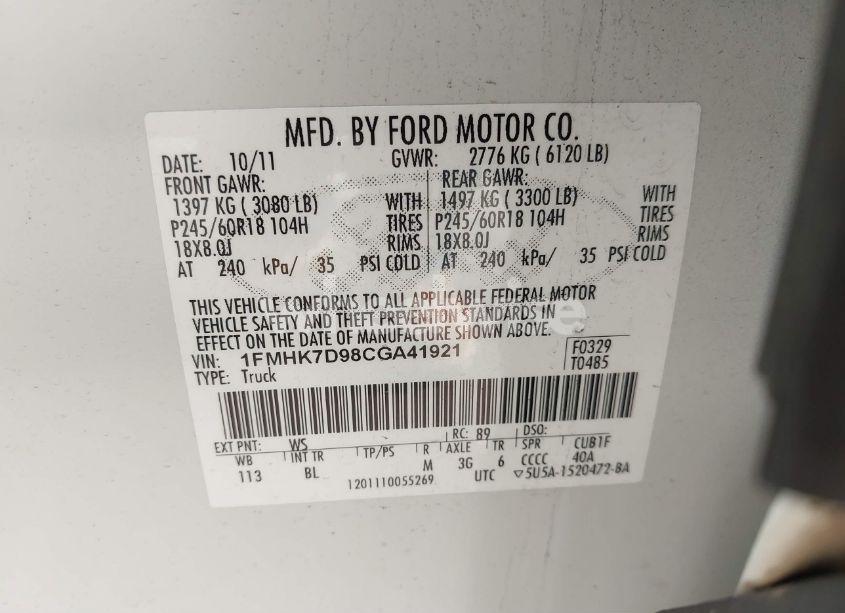 MFD. BY FORD MOTOR CO.
DATE: 10/11 GVWR: 2776 KG ( 6120 LB)
FRONT GAWR: REAR GAWR:
1397 KG ( 3080 LB) WITH 1497 KG ( 3300 LB) WITH
P245/60R18 104H TIRES P245/60R18 104H TIRES
18X8.0J RIMS 18X8.0J RIMS
AT 240 kPa/ 35 PSI COLD AT 240 kPa/ 35 PSI COLD
THIS VEHICLE CONFORMS TO ALL APPLICABLE FEDERAL MOTOR
VEHICLE SAFETY AND THEFT PREVENTION STANDARDS IN
EFFECT ON THE DATE OF MANUFACTURE SHOWN ABOVE.
VIN: 1FMHK7D98CGA41921 F0329
TYPE: Truck T0485
EXT PNT: WS RC: 89 DSO:
WB INT TR TP/PS R AXLE TR SPR CUB1F
113 BL M 3G 6 CCCC 40A
1201110055269 UTC ▽5U5A-1520472-BA